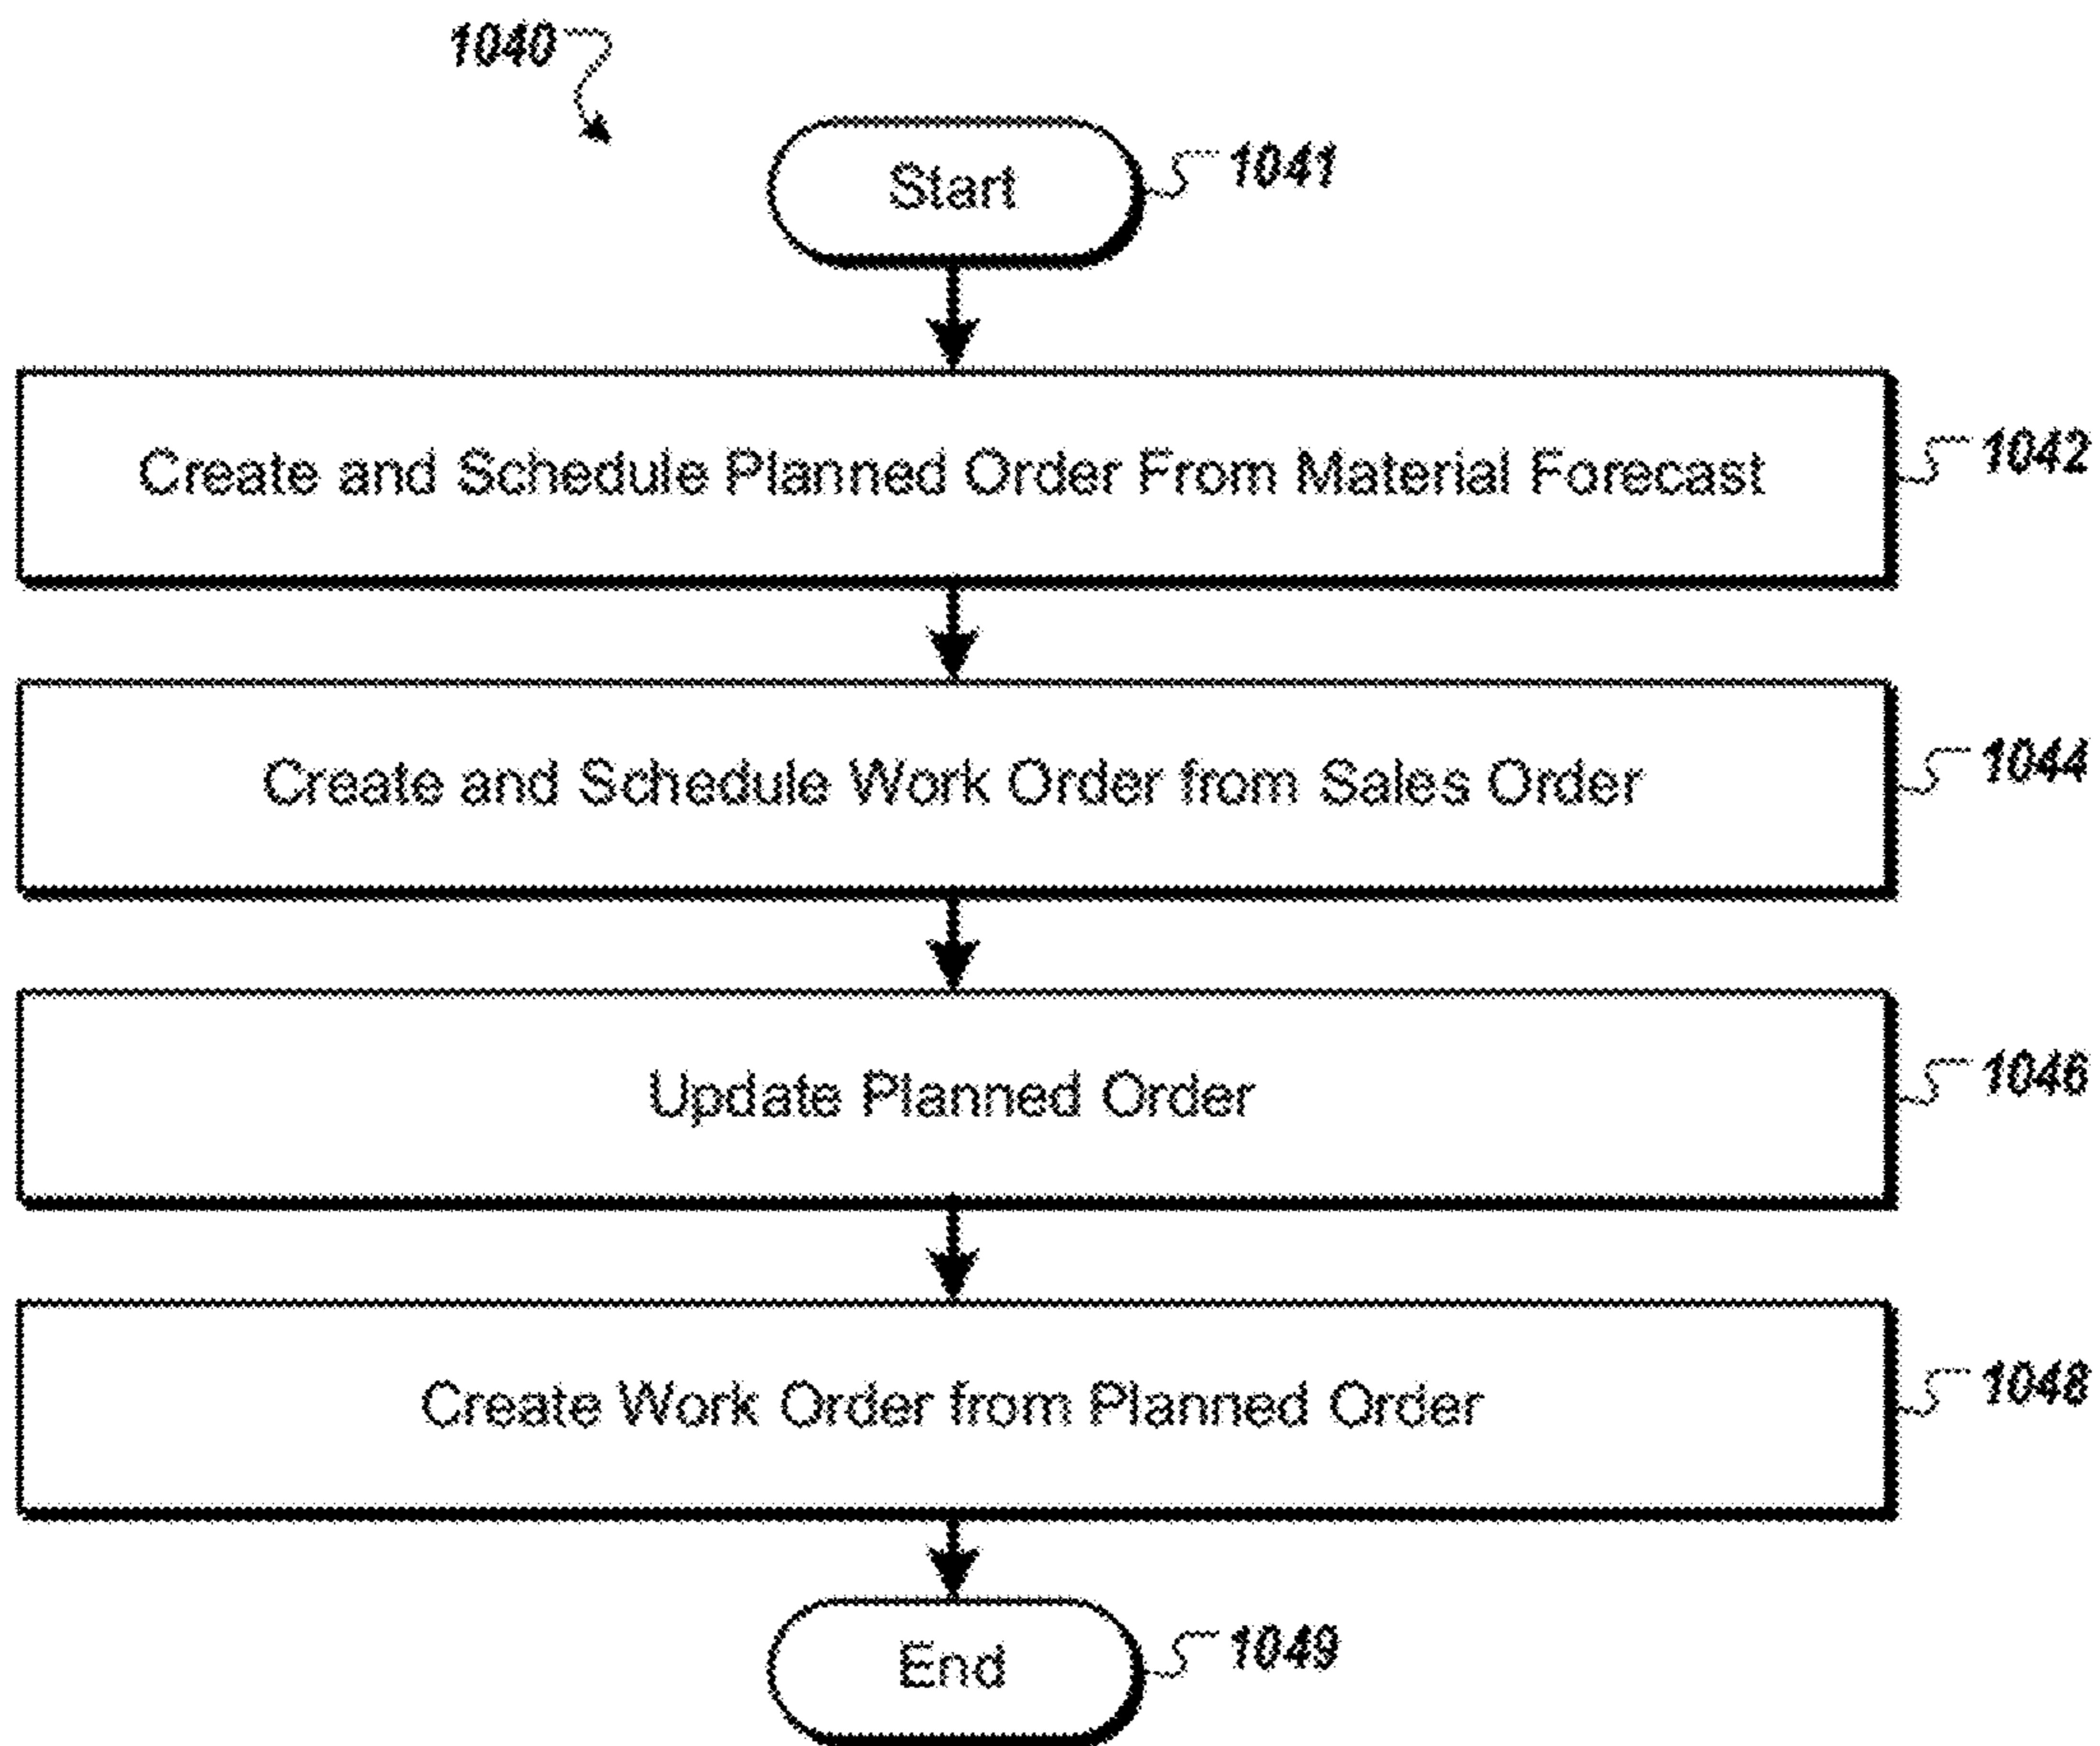 1040
Start
1041
Create and Schedule Planned Order From Material Forecast
1042
Create and Schedule Work Order from Sales Order
1044
Update Planned Order
1046
Create Work Order from Planned Order
1048
End
1049